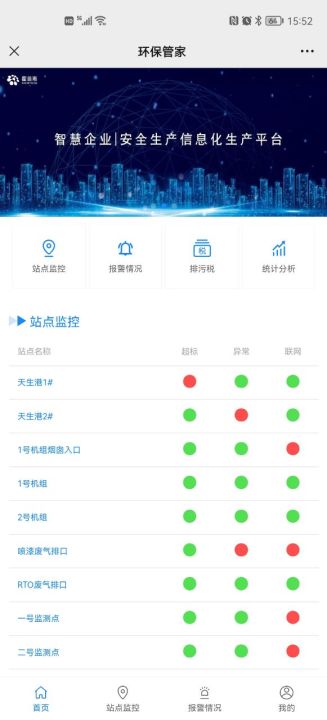 HD 5G 66 15:52
环保管家
智慧企业|安全生产信息化生产平台
站点监控 报警情况 排污税 统计分析
税
站点监控
站点名称 超标 异常 联网
天生港1#
天生港2#
1号机组烟囱入口
1号机组
2号机组
喷漆废气排口
RTO废气排口
一号监测点
二号监测点
首页 站点监控 报警情况 我的